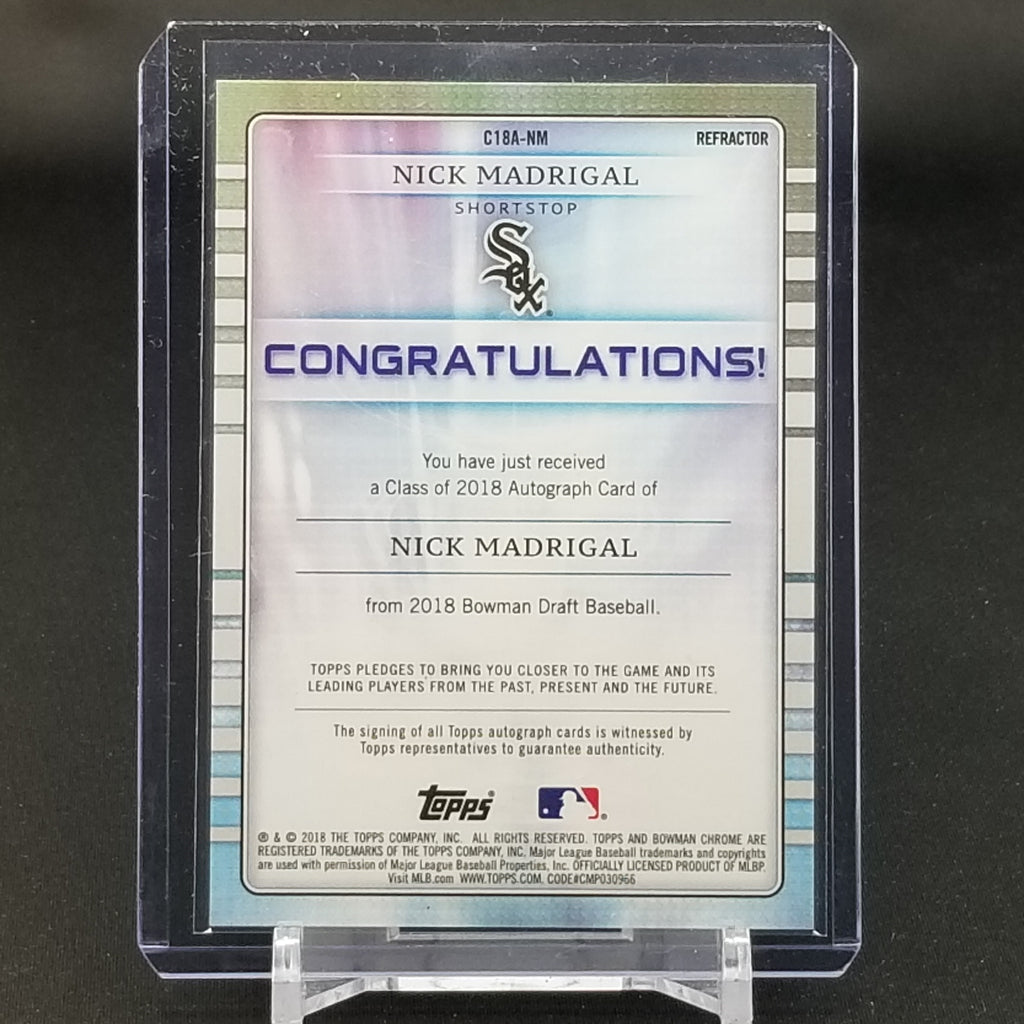 C18A-NM
REFRACTOR
NICK MADRIGAL
SHORTSTOP
Sox
CONGRATULATIONS!
You have just received
a Class of 2018 Autograph Card of
NICK MADRIGAL
from 2018 Bowman Draft Baseball.
TOPPS PLEDGES TO BRING YOU CLOSER TO THE GAME AND ITS
LEADING PLAYERS FROM THE PAST, PRESENT AND THE FUTURE.
The signing of all Topps autograph cards is witnessed by
Topps representatives to guarantee authenticity.
Topps®
® & © 2018 THE TOPPS COMPANY, INC. ALL RIGHTS RESERVED. TOPPS AND BOWMAN CHROME ARE
REGISTERED TRADEMARKS OF THE TOPPS COMPANY, INC. Major League Baseball trademarks and copyrights
are used with permission of Major League Baseball Properties, Inc. OFFICIALLY LICENSED PRODUCT OF MLBP.
Visit MLB.com WWW.TOPPS.COM CODE#CMP030966